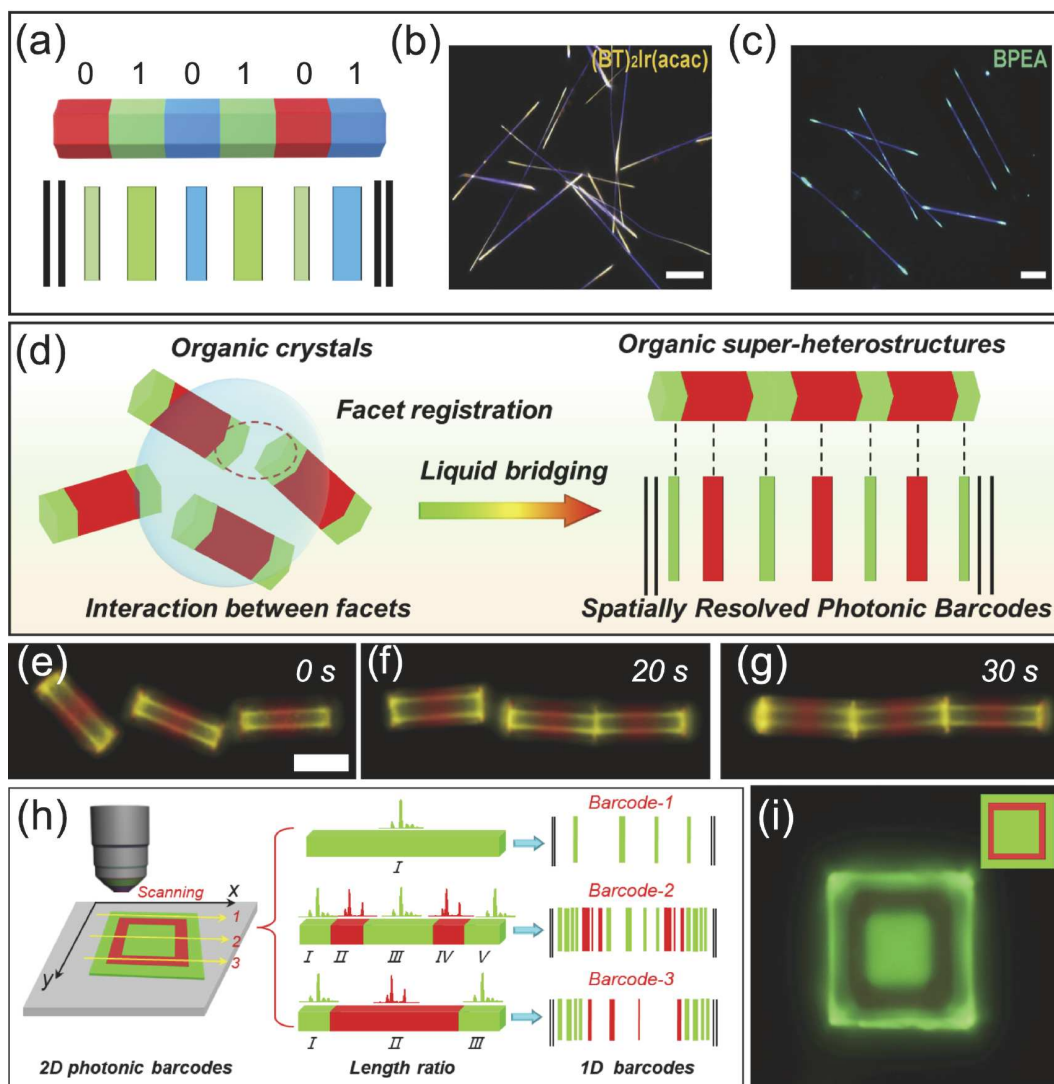 (a)
0 1 0 1 0 1
(b)
(BT)₂Ir(acac)
(c)
BPEA
(d)
Organic crystals
Facet registration
Liquid bridging
Interaction between facets
Organic super-heterostructures
Spatially Resolved Photonic Barcodes
(e)
0 s
(f)
20 s
(g)
30 s
(h)
Scanning
x
y
1
2
3
2D photonic barcodes
I
I II III IV V
I II III
Length ratio
Barcode-1
Barcode-2
Barcode-3
1D barcodes
(i)